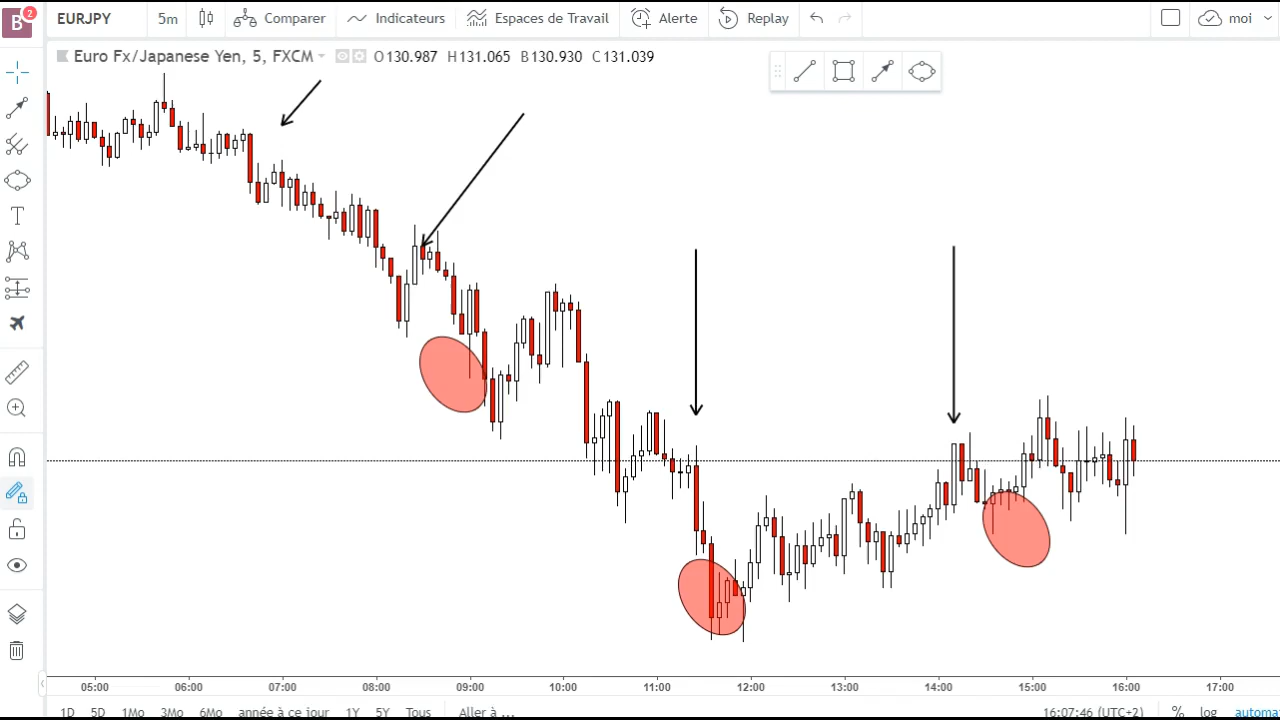 B 2 EURJPY 5m Comparer Indicateurs Espaces de Travail Alerte Replay moi
Euro Fx/Japanese Yen, 5, FXCM O130.987 H131.065 B130.930 C131.039
T
05:00 06:00 07:00 08:00 09:00 10:00 11:00 12:00 13:00 14:00 15:00 16:00 17:00
1D 5D 1Mo 3Mo 6Mo année à ce jour 1Y 5Y Tous Aller à ... 16:07:46 (UTC+2) % log automa